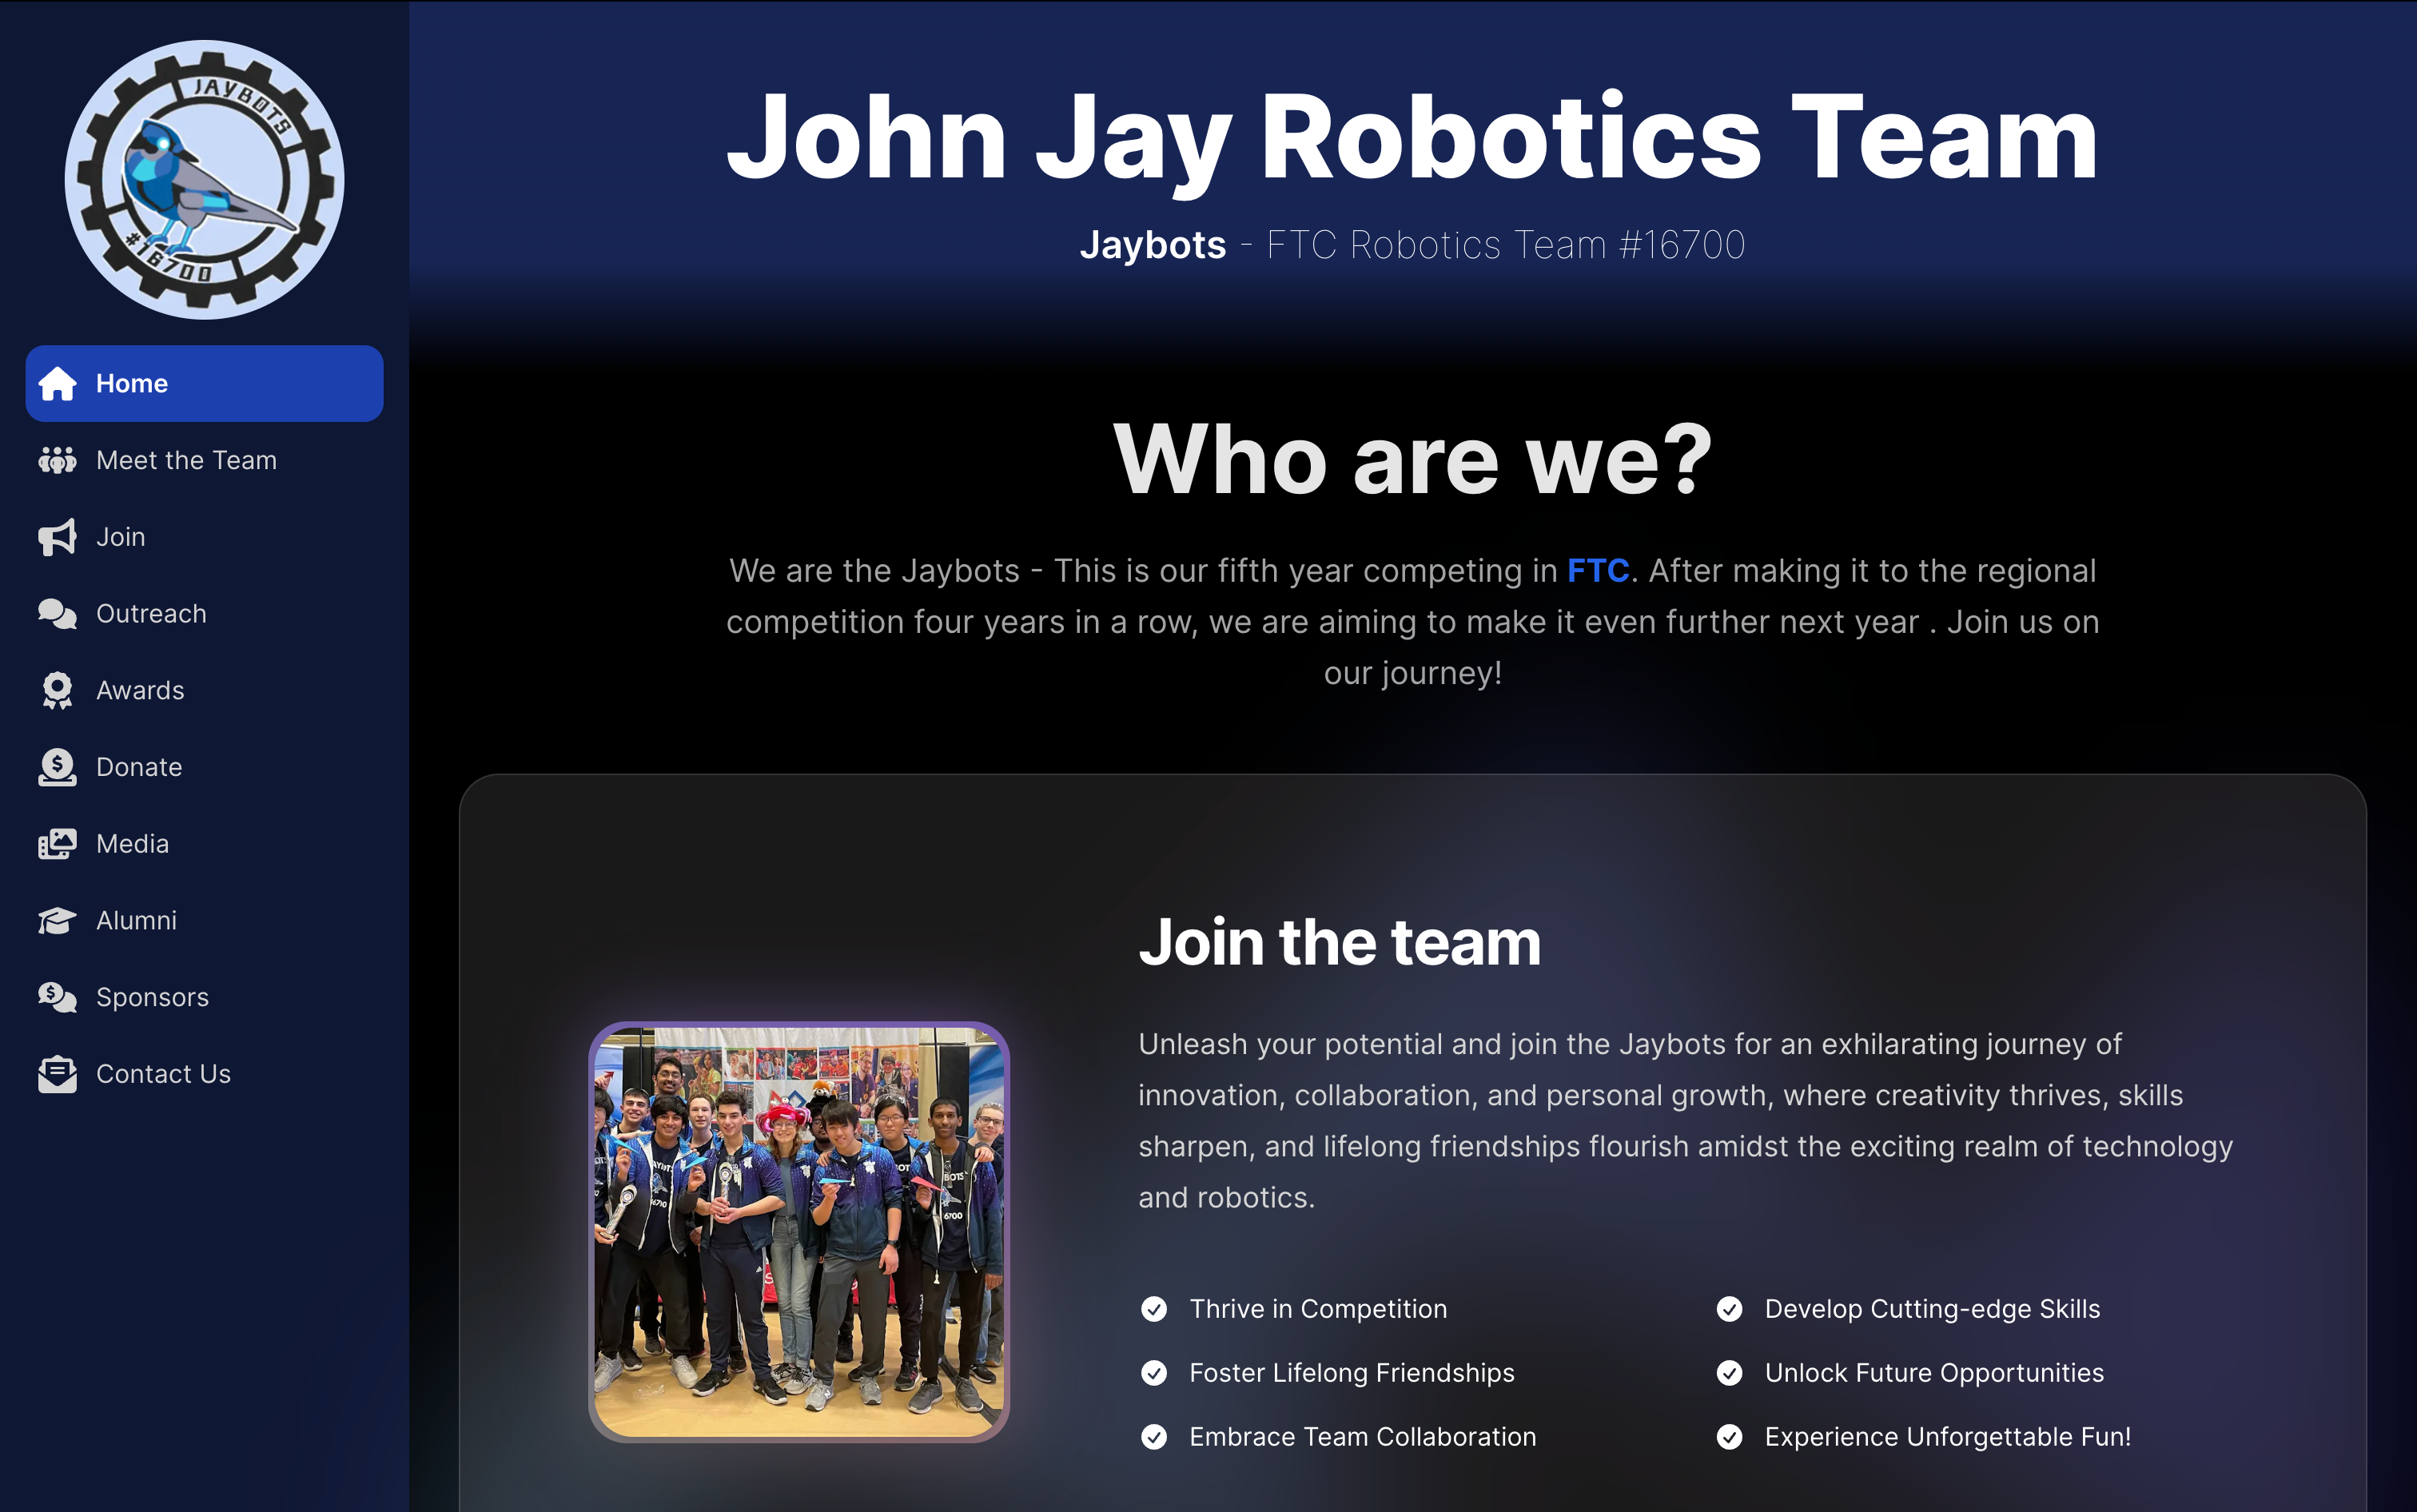 JAYBOTS
#16700
Home
Meet the Team
Join
Outreach
Awards
Donate
Media
Alumni
Sponsors
Contact Us
John Jay Robotics Team
Jaybots - FTC Robotics Team #16700
Who are we?
We are the Jaybots - This is our fifth year competing in FTC. After making it to the regional
competition four years in a row, we are aiming to make it even further next year . Join us on
our journey!
Join the team
Unleash your potential and join the Jaybots for an exhilarating journey of
innovation, collaboration, and personal growth, where creativity thrives, skills
sharpen, and lifelong friendships flourish amidst the exciting realm of technology
and robotics.
Thrive in Competition
Develop Cutting-edge Skills
Foster Lifelong Friendships
Unlock Future Opportunities
Embrace Team Collaboration
Experience Unforgettable Fun!